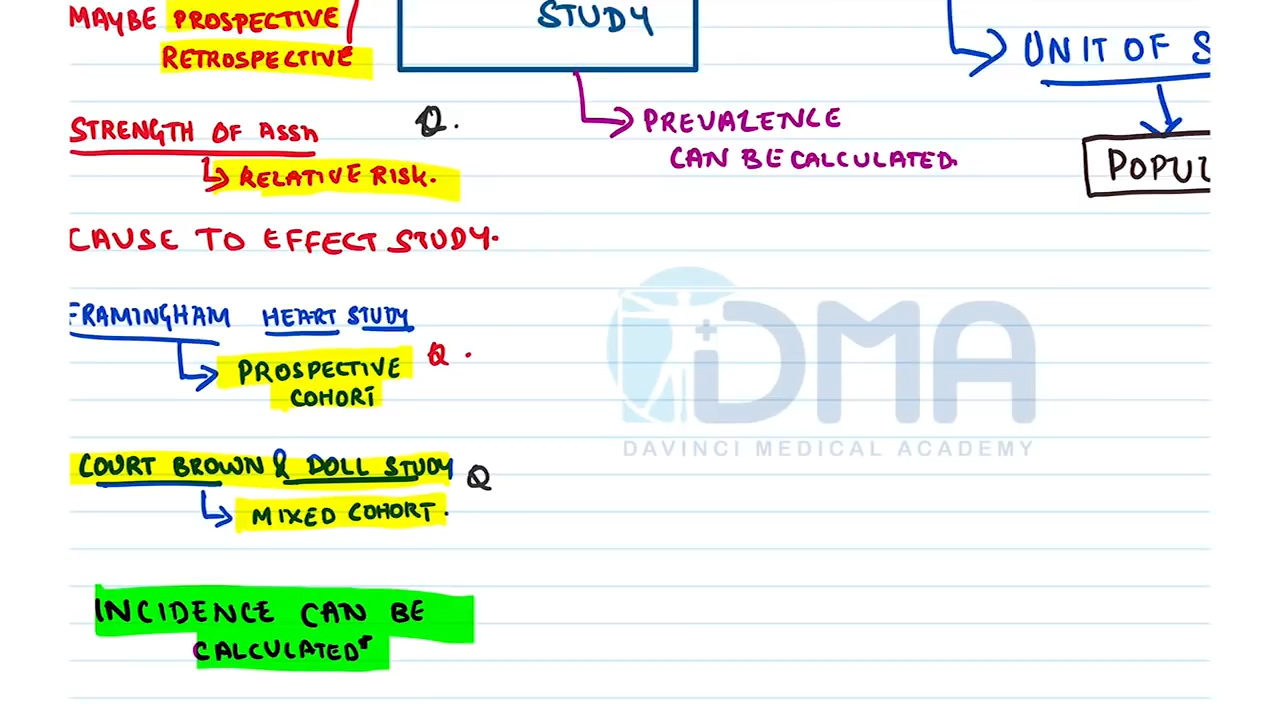 MAYBE PROSPECTIVE
RETROSPECTIVE
STRENGTH OF ASSN
RELATIVE RISK.
CAUSE TO EFFECT STUDY.
FRAMINGHAM HEART STUDY
PROSPECTIVE Q.
COHORT
COURT BROWN & DOLL STUDY Q
MIXED COHORT.
INCIDENCE CAN BE
CALCULATED
STUDY
Q.
PREVALENCE
CAN BE CALCULATED.
UNIT OF S
POPUL
DMA
DAVINCI MEDICAL ACADEMY